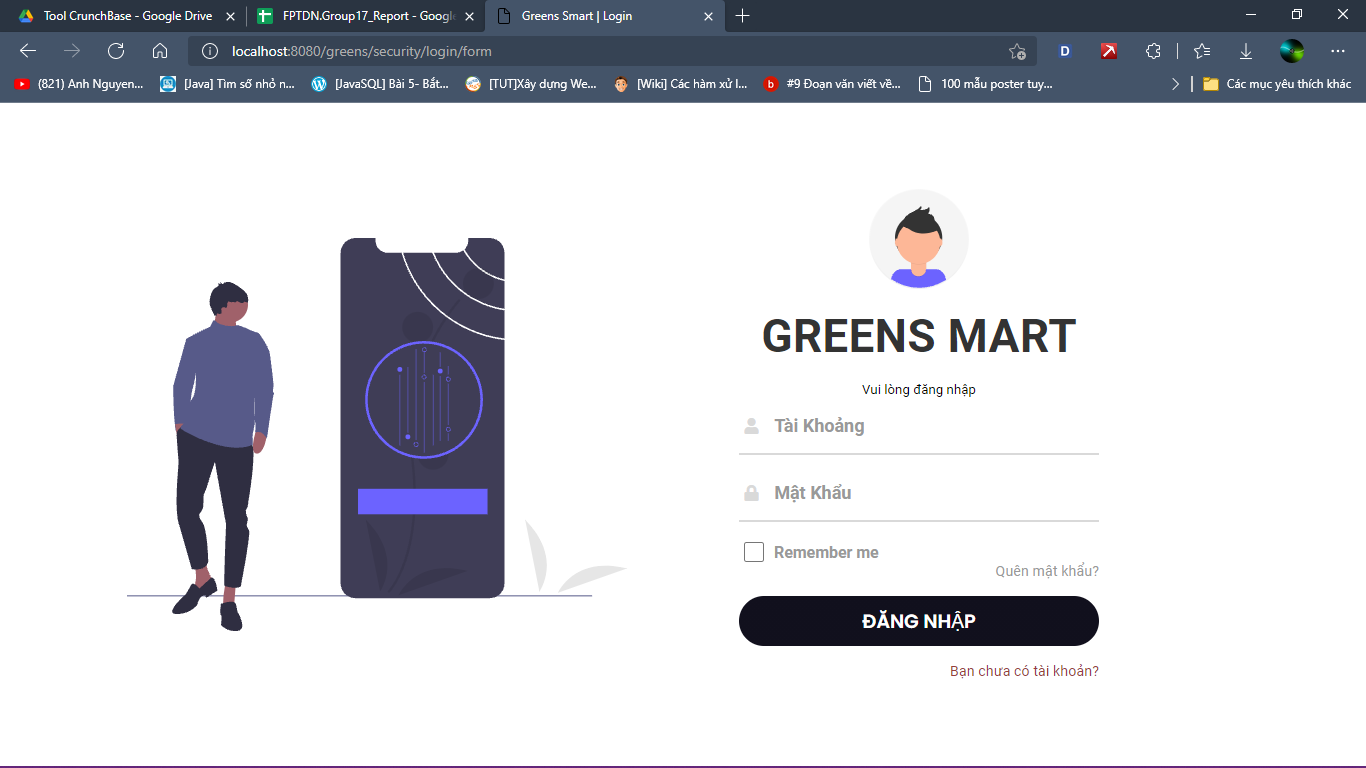 Tool CrunchBase - Google Drive
FPTDN.Group17_Report - Google
Greens Smart | Login
localhost:8080/greens/security/login/form
(821) Anh Nguyen...
[Java] Tìm số nhỏ n...
[JavaSQL] Bài 5- Bắt...
[TUT]Xây dựng We...
[Wiki] Các hàm xử l...
#9 Đoạn văn viết về...
100 mẫu poster tuy...
Các mục yêu thích khác
GREENS MART
Vui lòng đăng nhập
Tài Khoảng
Mật Khẩu
Remember me
Quên mật khẩu?
ĐĂNG NHẬP
Bạn chưa có tài khoản?